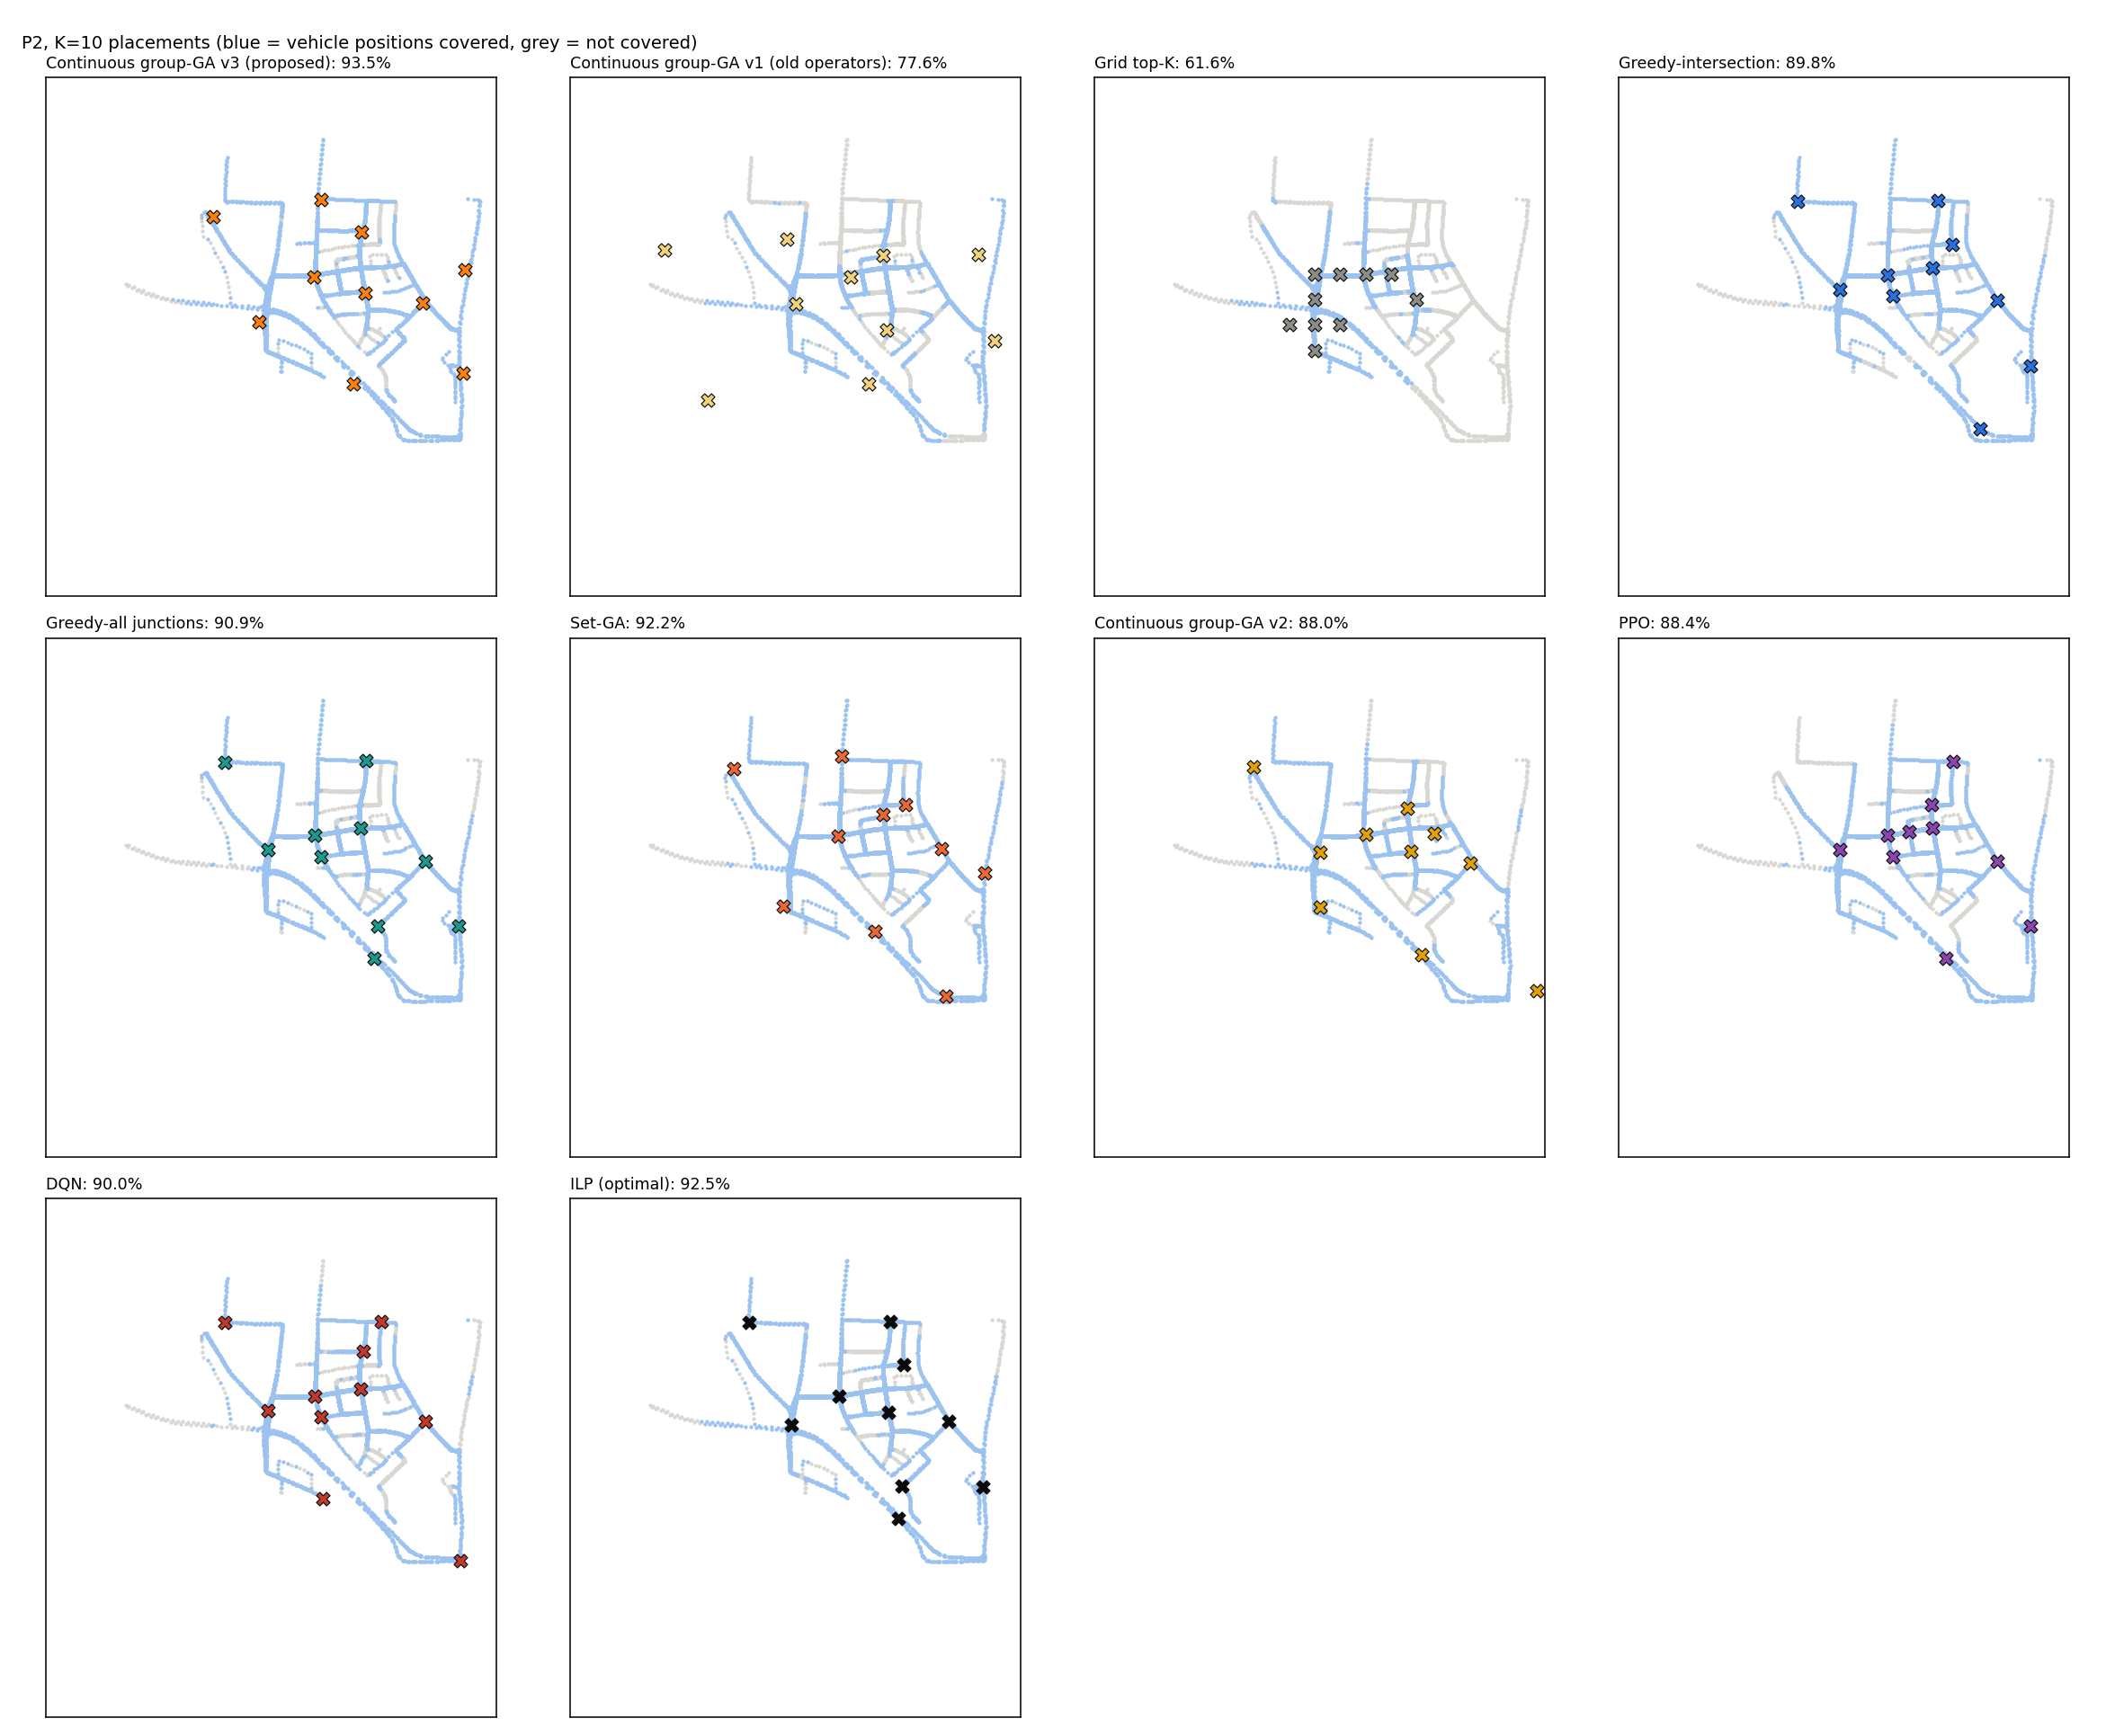 P2, K=10 placements (blue = vehicle positions covered, grey = not covered)
Continuous group-GA v3 (proposed): 93.5%
Continuous group-GA v1 (old operators): 77.6%
Grid top-K: 61.6%
Greedy-intersection: 89.8%
Greedy-all junctions: 90.9%
Set-GA: 92.2%
Continuous group-GA v2: 88.0%
PPO: 88.4%
DQN: 90.0%
ILP (optimal): 92.5%